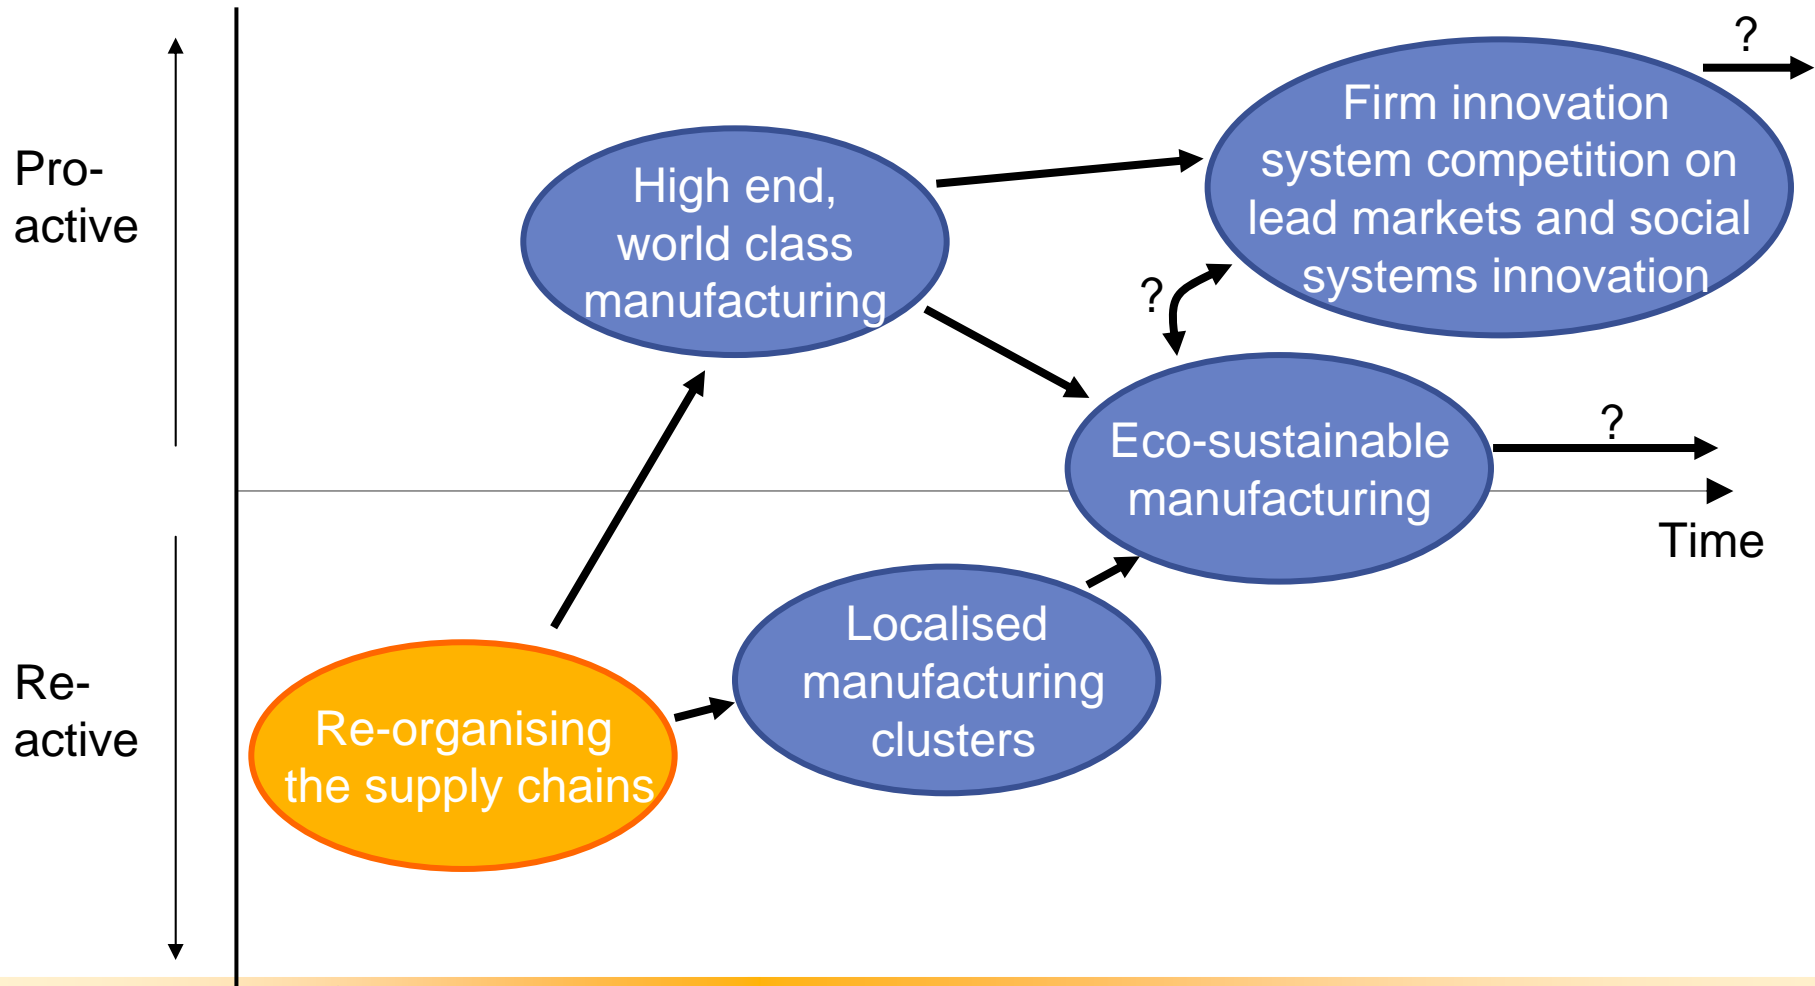 ?
Firm innovation
system competition on
lead markets and social
systems innovation
Pro-
active
High end,
world class
manufacturing
?
?
Eco-sustainable
manufacturing
Time
Localised
manufacturing
clusters
Re-
active
Re-organising
the supply chains